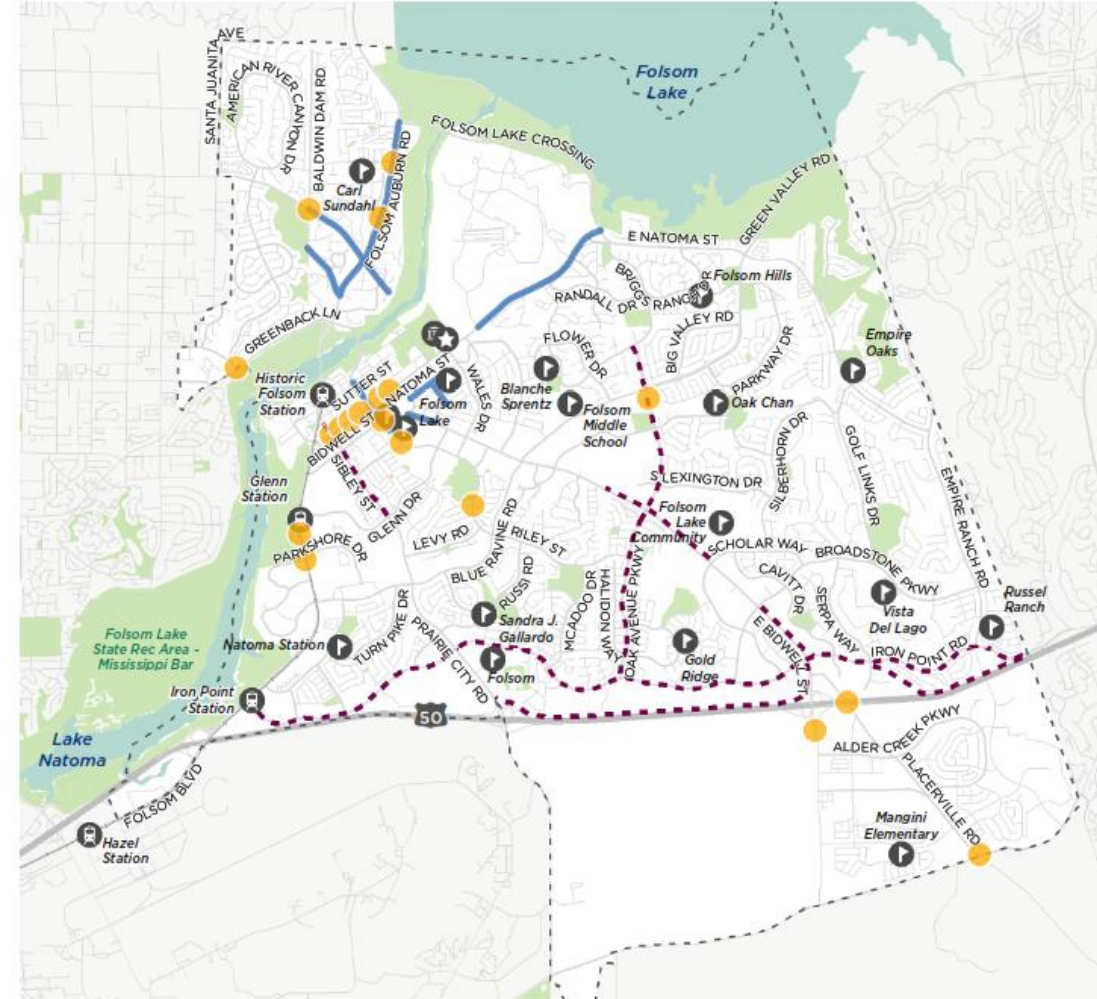 SANTA JUANITA AVE
AMERICAN RIVER CANYON DR
BALDWIN DAM RD
Folsom
Lake
FOLSOM LAKE CROSSING
Carl
Sundahl
FOLSOM AUBURN RD
GREEN VALLEY RD
E NATOMA ST
BRIGGS
Folsom Hills
RANDALL DR
GREENBACK LN
BIG VALLEY RD
FLOWER DR
PARKWAY DR
Empire
Oaks
Historic
Folsom
Station
SUTTER ST
NATOMA ST
WALES DR
Blanche
Sprentz
Folsom
Lake
Folsom
Middle
School
Oak Chan
BIDWELL ST
SIBLEY ST
SILBERHORN DR
GOLF LINKS DR
EMPIRE RANCH RD
Glenn
Station
GLENN DR
S LEXINGTON DR
Folsom
Lake
Community
PARKSHORE DR
LEVY RD
RILEY ST
BLUE RAVINE RD
SCHOLAR WAY
BROADSTONE PKWY
OAK AVENUE PKWY
HALIDON WAY
MCADOO DR
RUSSI RD
CAVITT DR
SERPA WAY
Vista
Del Lago
Russel
Ranch
Folsom Lake
State Rec Area -
Mississippi Bar
Natoma Station
TURN PIKE DR
PRAIRIE CITY RD
Sandra J.
Gallardo
Folsom
Gold
Ridge
E BIDWELL ST
IRON POINT RD
Iron Point
Station
50
Lake
Natoma
ALDER CREEK PKWY
PLACERVILLE RD
FOLSOM BLVD
Hazel
Station
Mangini
Elementary